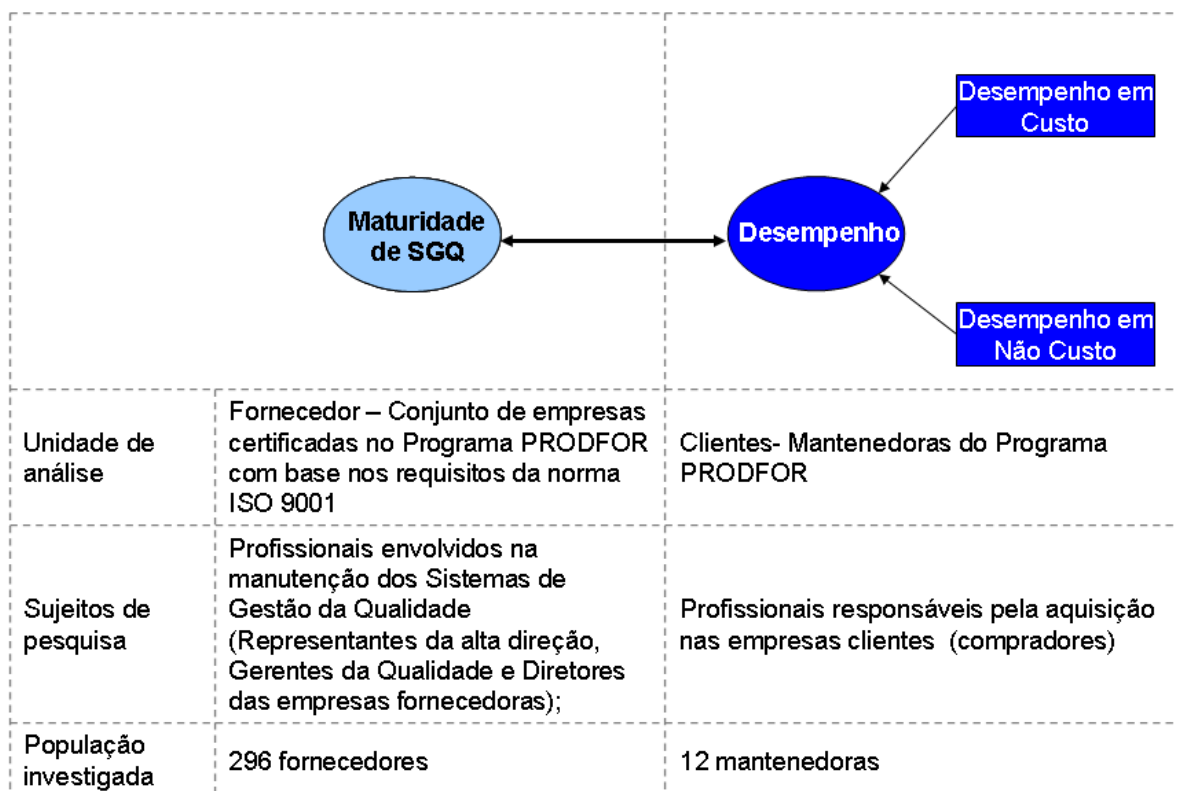 Desempenho em
Custo
Maturidade
de SGQ
Desempenho
Desempenho em
Não Custo
Unidade de
análise
Fornecedor – Conjunto de empresas
certificadas no Programa PRODFOR
com base nos requisitos da norma
ISO 9001
Clientes- Mantenedoras do Programa
PRODFOR
Sujeitos de
pesquisa
Profissionais envolvidos na
manutenção dos Sistemas de
Gestão da Qualidade
(Representantes da alta direção,
Gerentes da Qualidade e Diretores
das empresas fornecedoras);
Profissionais responsáveis pela aquisição
nas empresas clientes (compradores)
População
investigada
296 fornecedores
12 mantenedoras